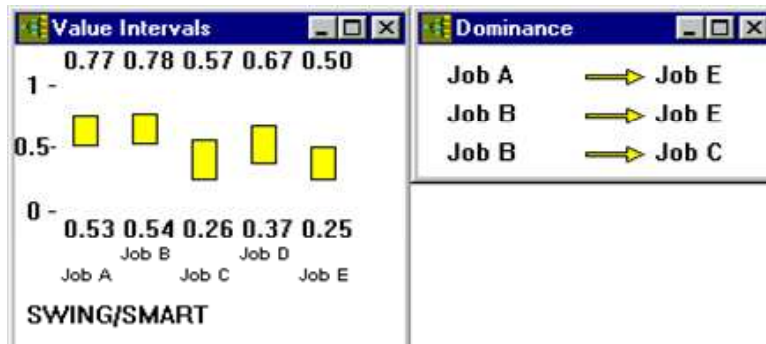 Value Intervals
0.77 0.78 0.57 0.67 0.50
1 -
0.5-
0 -
0.53 0.54 0.26 0.37 0.25
Job B Job D
Job A Job C Job E
SWING/SMART
Dominance
Job A Job E
Job B Job E
Job B Job C